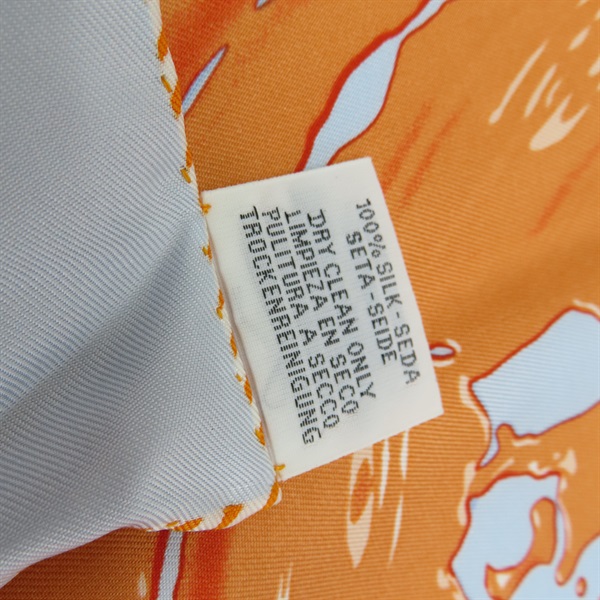 100% SILK - SEDA
SETA - SEIDE
DRY CLEAN ONLY
LIMPIEZA EN SECO
PULITURA A SECCO
TROCKENREINIGUNG